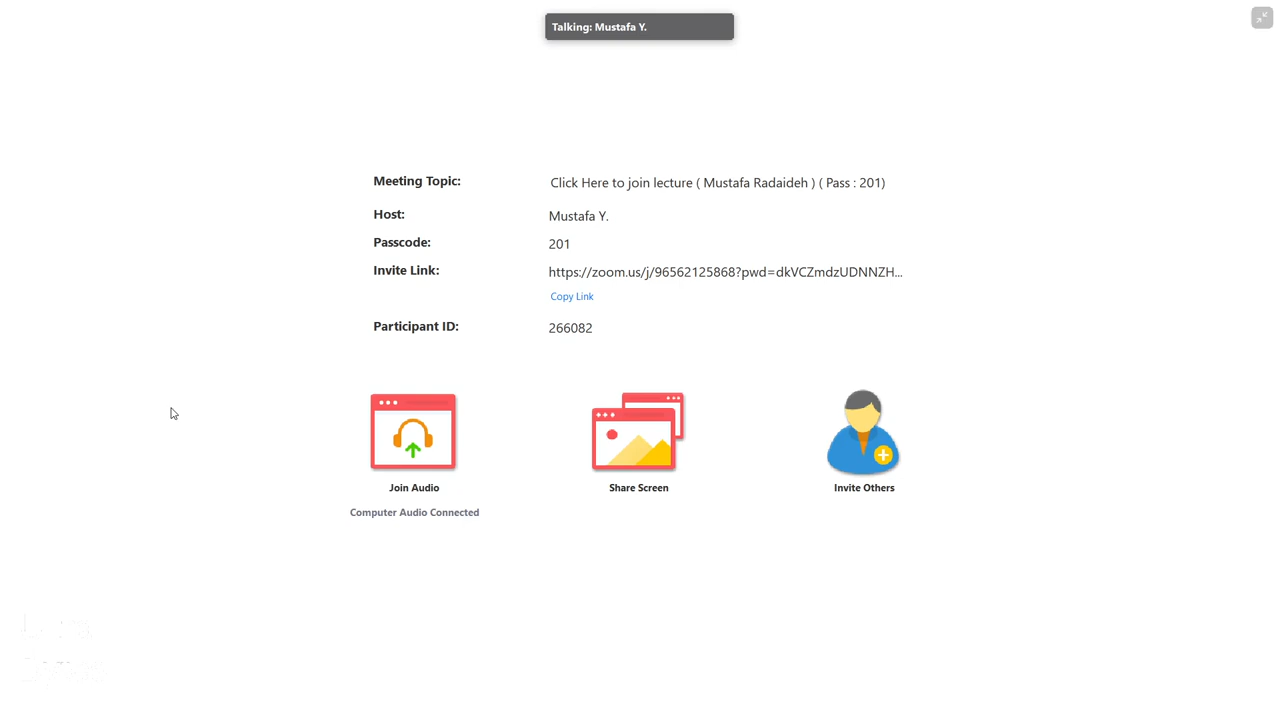 Talking: Mustafa Y.
Meeting Topic: Click Here to join lecture ( Mustafa Radaideh ) ( Pass : 201)
Host: Mustafa Y.
Passcode: 201
Invite Link: https://zoom.us/j/96562125868?pwd=dkVCZmdzUDNNZH...
Copy Link
Participant ID: 266082
Join Audio
Share Screen
Invite Others
Computer Audio Connected